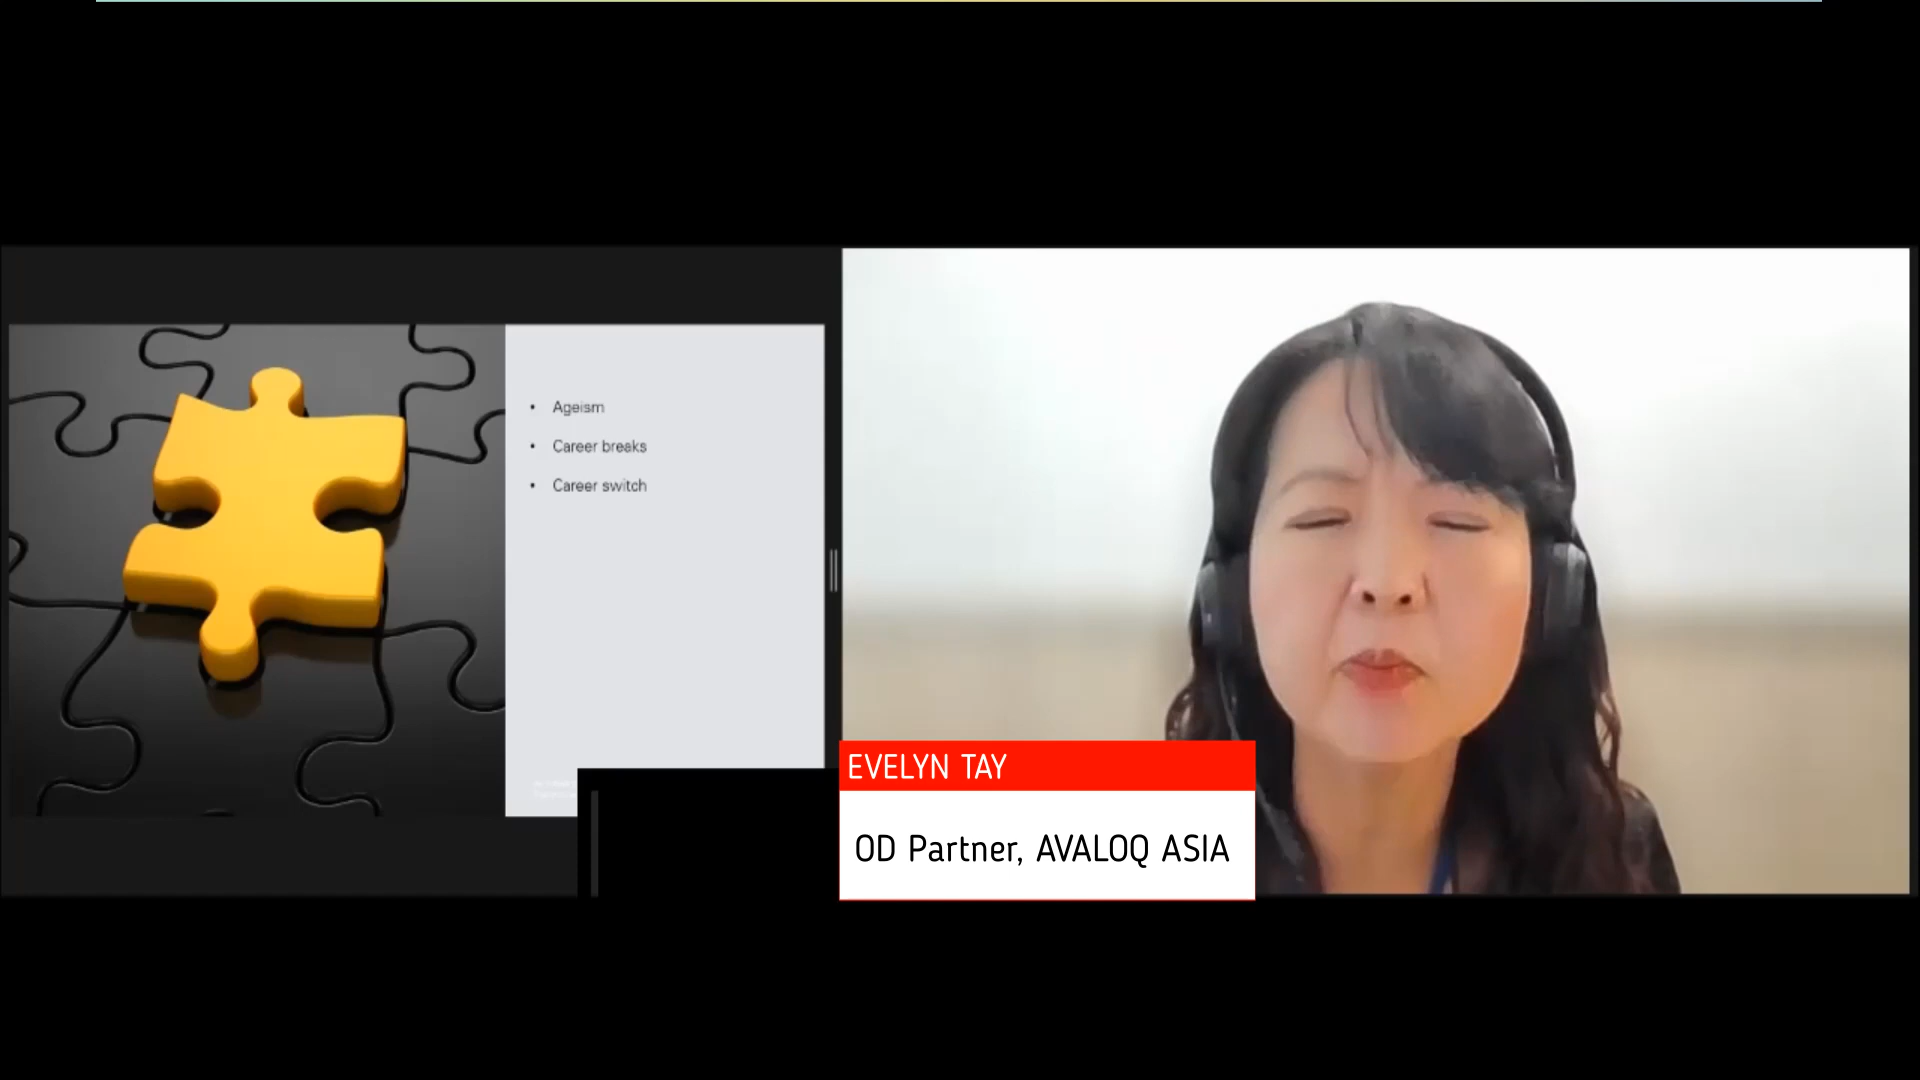 • Ageism
• Career breaks
• Career switch
EVELYN TAY
OD Partner, AVALOQ ASIA